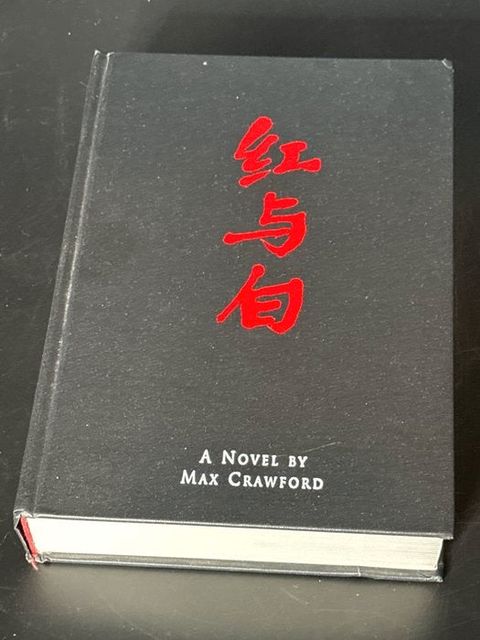 红
与
白
A Novel by
Max Crawford